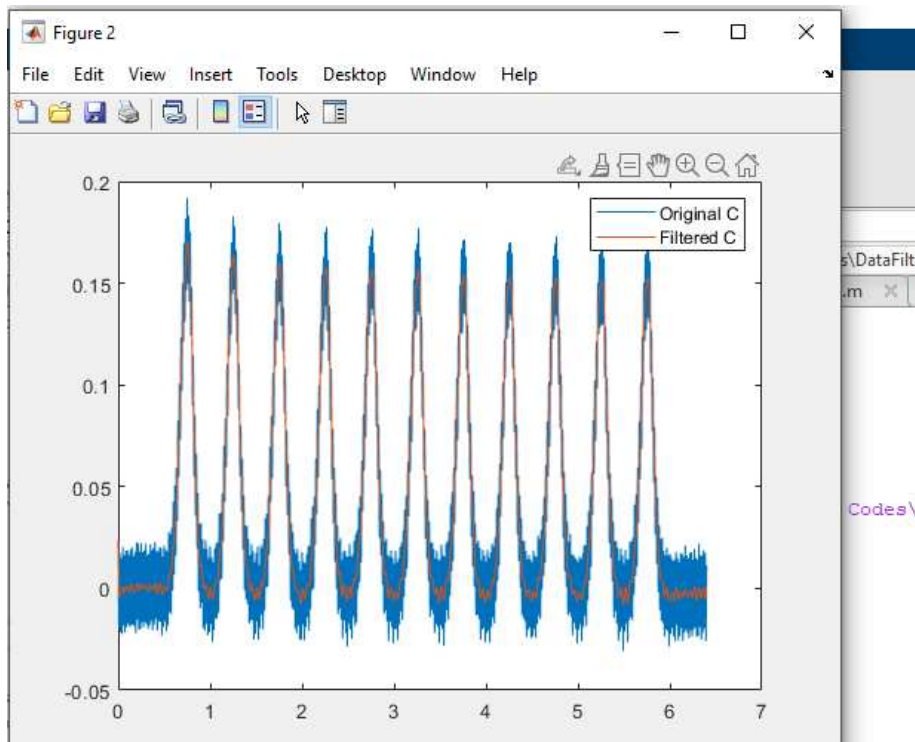 Figure 2
File Edit View Insert Tools Desktop Window Help
0.2
Original C
Filtered C
s\DataFilt
.m
0.15
0.1
0.05
Codes\
0
-0.05
0 1 2 3 4 5 6 7